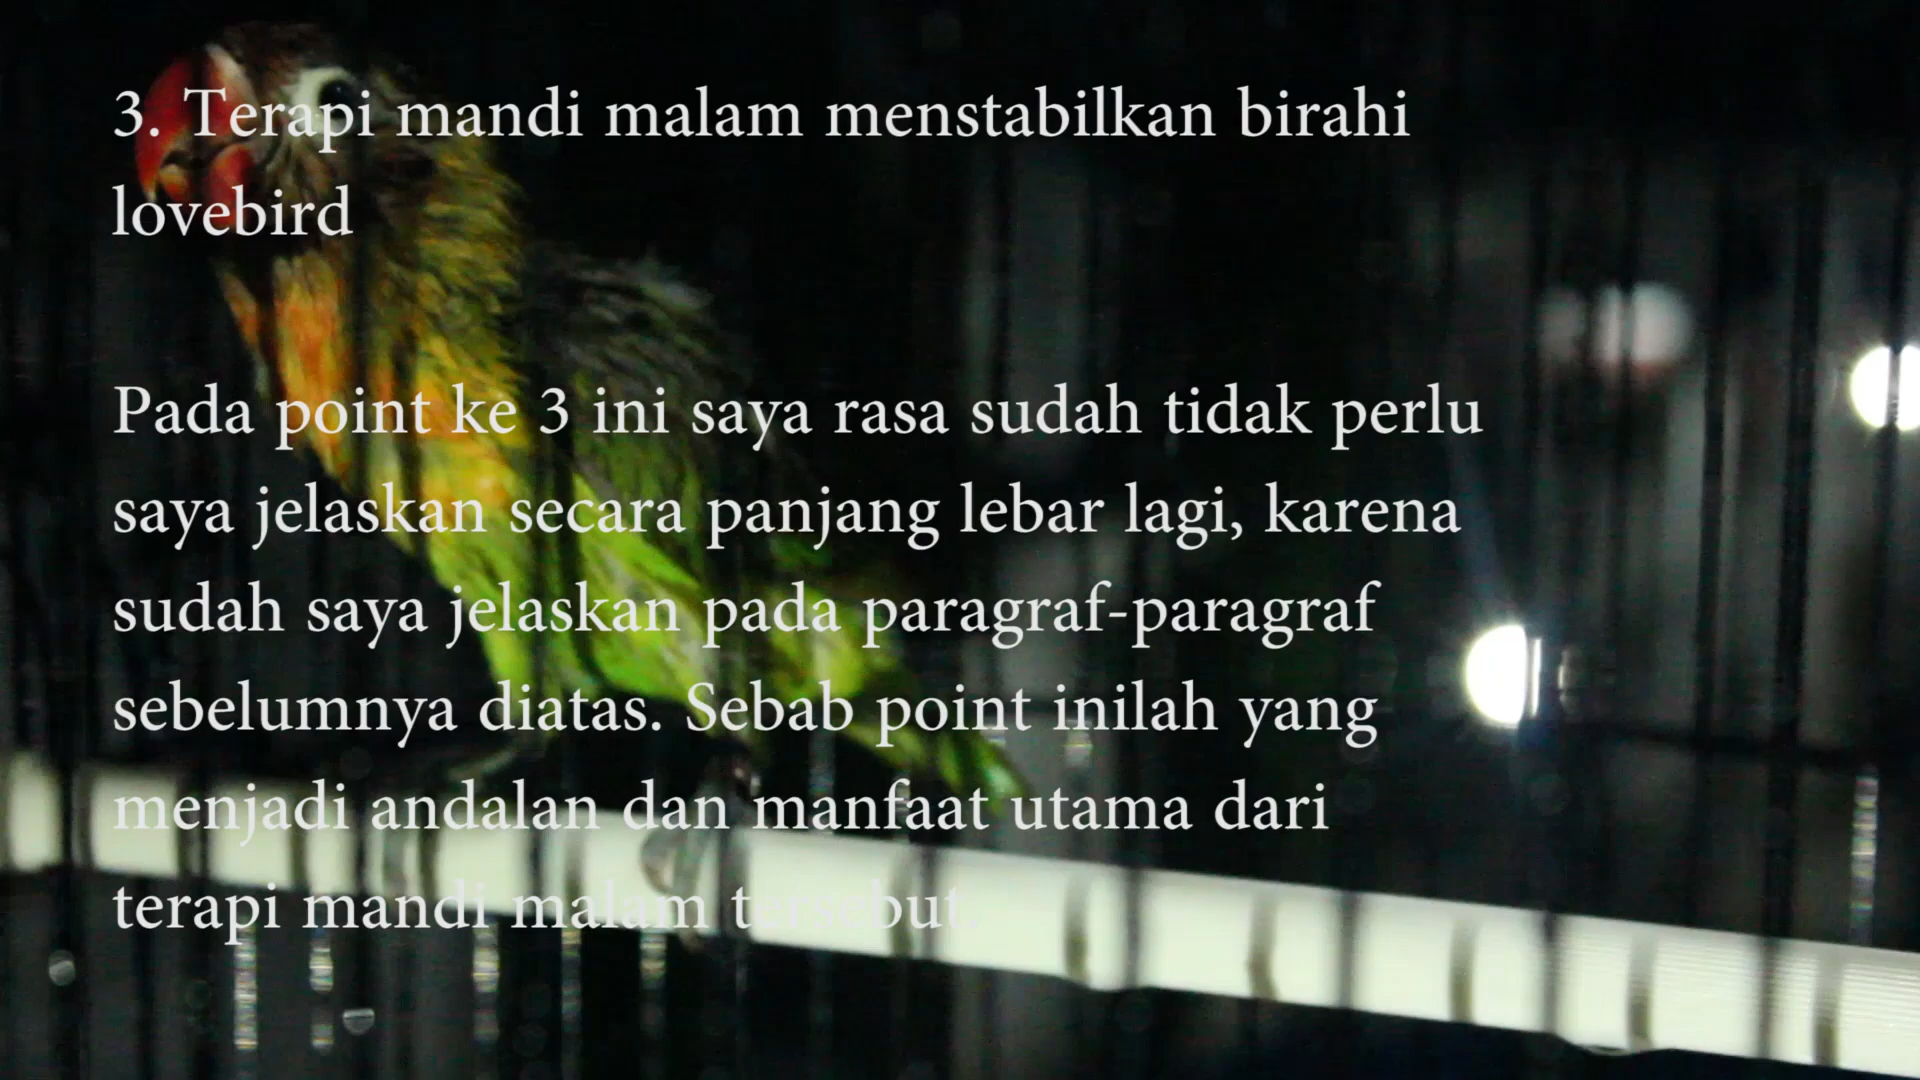 3. Terapi mandi malam menstabilkan birahi
lovebird
Pada point ke 3 ini saya rasa sudah tidak perlu
saya jelaskan secara panjang lebar lagi, karena
sudah saya jelaskan pada paragraf-paragraf
sebelumnya diatas. Sebab point inilah yang
menjadi andalan dan manfaat utama dari
terapi mandi malam tersebut.